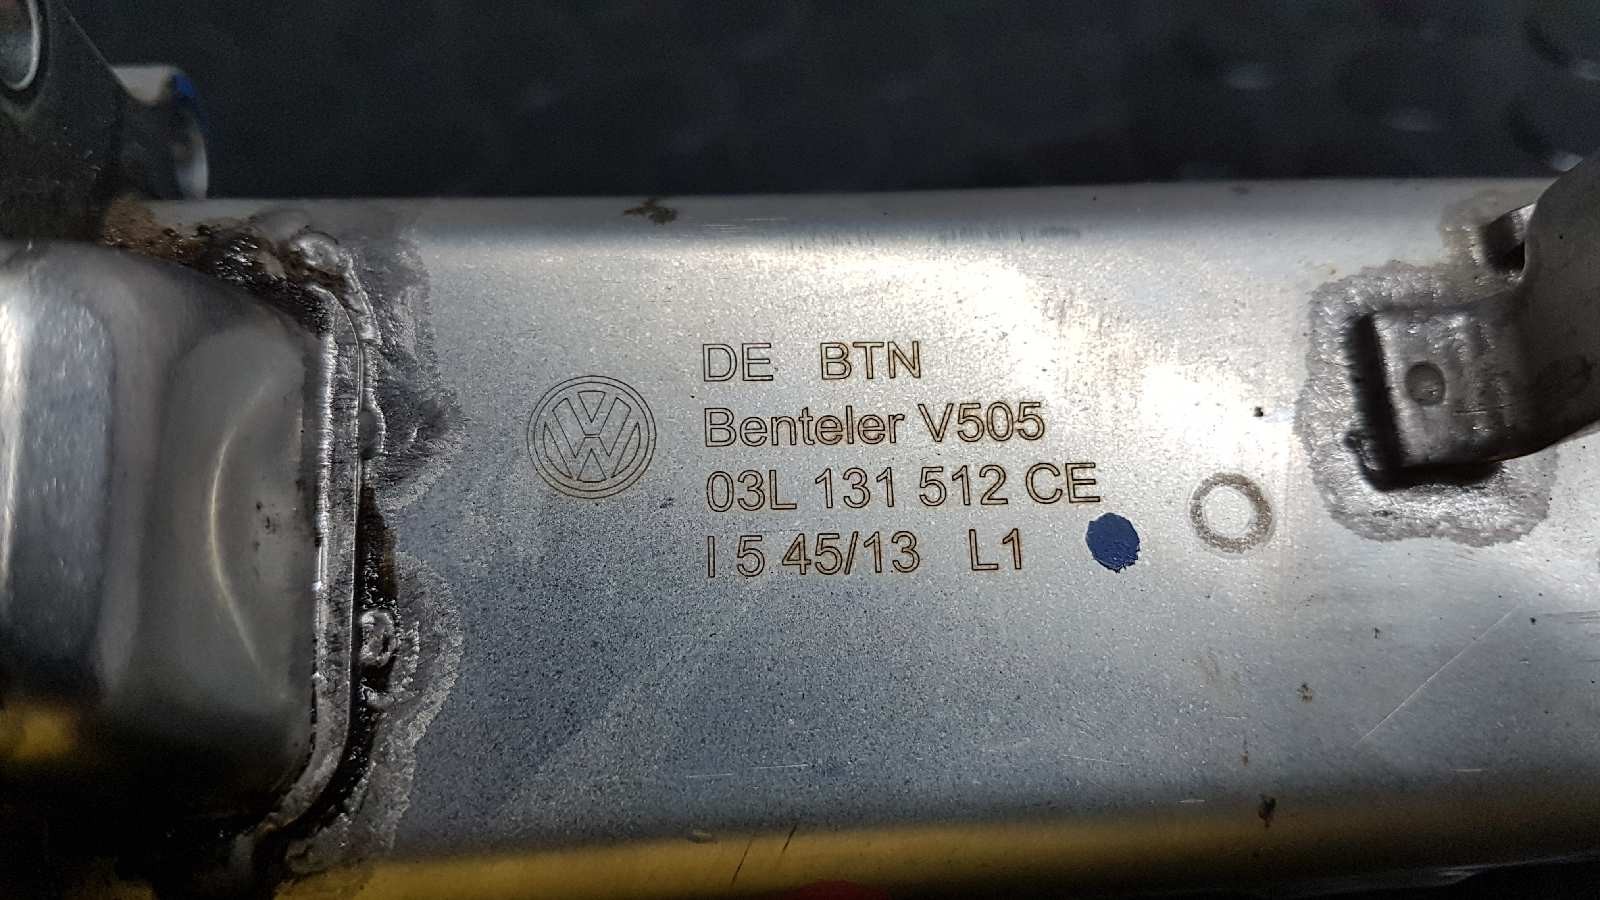 DE BTN
Benteler V505
03L 131 512 CE
I 5 45/13 L1